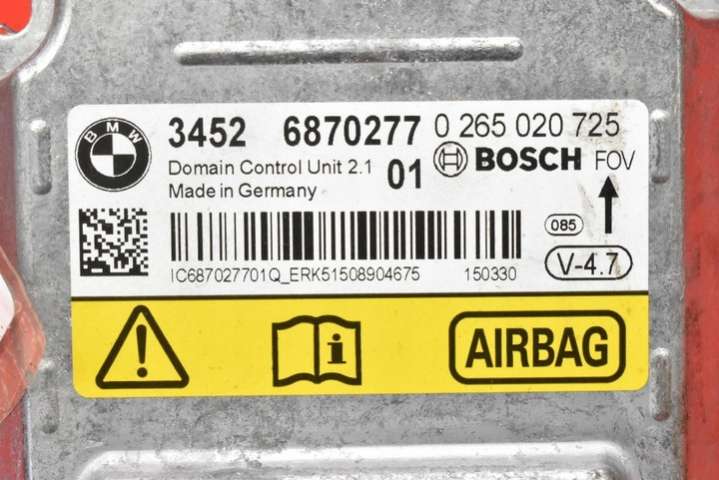 BMW
3452 6870277 0 265 020 725
Domain Control Unit 2.1 01 BOSCH FOV
Made in Germany
085
V-4.7
IC687027701Q_ERK51508904675 150330
AIRBAG